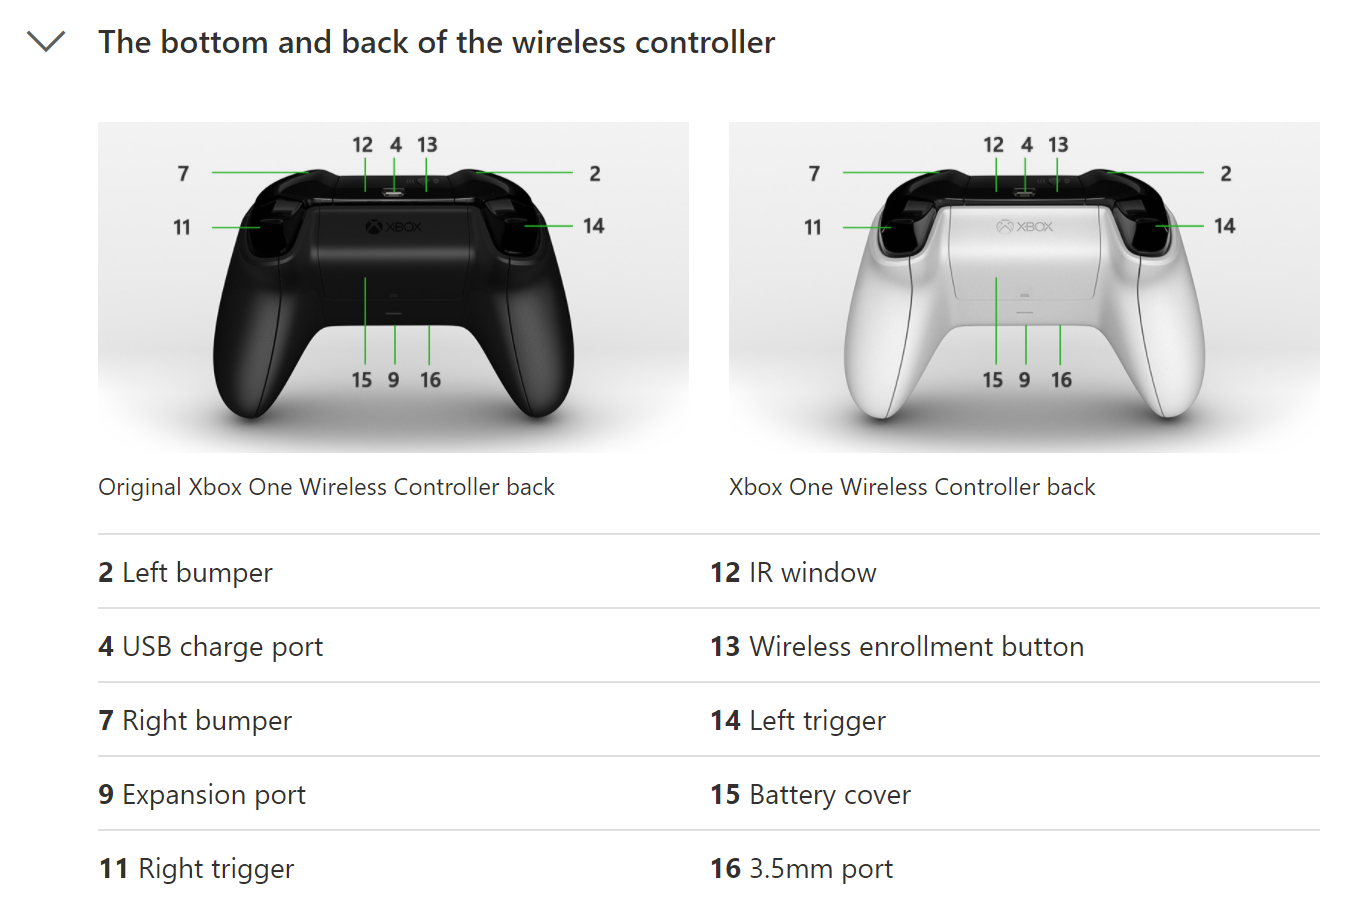 The bottom and back of the wireless controller
12 4 13
7 2
11 14
XBOX
15 9 16
12 4 13
7 2
11 14
XBOX
15 9 16
Original Xbox One Wireless Controller back
Xbox One Wireless Controller back
2 Left bumper
12 IR window
4 USB charge port
13 Wireless enrollment button
7 Right bumper
14 Left trigger
9 Expansion port
15 Battery cover
11 Right trigger
16 3.5mm port